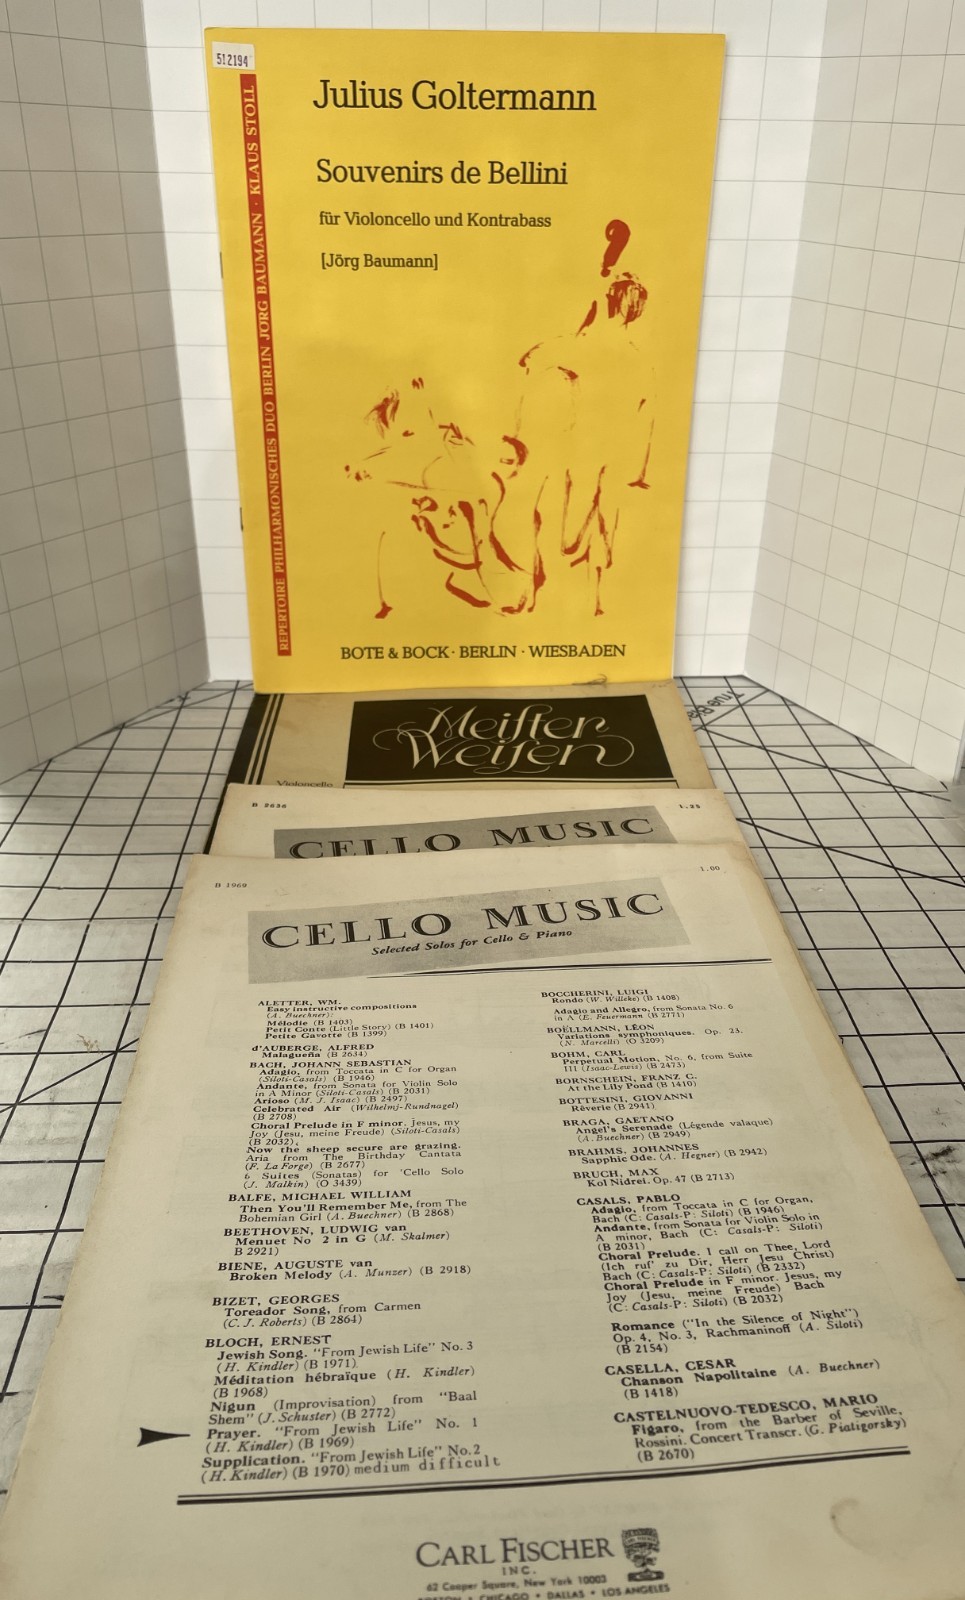 512194
REPERTOIRE PHILHARMONISCHES DUO BERLIN JÖRG BAUMANN · KLAUS STOLL
Julius Goltermann
Souvenirs de Bellini
für Violoncello und Kontrabass
[Jörg Baumann]
BOTE & BOCK · BERLIN · WIESBADEN
Meister
Weisen
Violoncello
B 2636
1.25
CELLO MUSIC
B 1969
1.00
CELLO MUSIC
Selected Solos for Cello & Piano
ALETTER, WM.
Easy instructive compositions
(A. Buechner):
Mélodie (B 1403)
Petit Conte (Little Story) (B 1401)
Petite Gavotte (B 1399)
d'AUBERGE, ALFRED
Malagueña (B 2634)
BACH, JOHANN SEBASTIAN
Adagio, from Toccata in C for Organ
(Siloti-Casals) (B 1946)
Andante, from Sonata for Violin Solo
in A Minor (Siloti-Casals) (B 2031)
Arioso (M. J. Isaac) (B 2497)
Celebrated Air (Wilhelmj-Rundnagel)
(B 2708)
Choral Prelude in F minor. Jesus, my
Joy (Jesu, meine Freude) (Siloti-Casals)
(B 2032).
Now the sheep secure are grazing.
Aria from The Birthday Cantata
(F. La Forge) (B 2677)
6 Suites (Sonatas) for 'Cello Solo
(J. Malkin) (O 3439)
BALFE, MICHAEL WILLIAM
Then You'll Remember Me, from The
Bohemian Girl (A. Buechner) (B 2868)
BEETHOVEN, LUDWIG van
Menuet No 2 in G (M. Skalmer)
B 2921)
BIENE, AUGUSTE van
Broken Melody (A. Munzer) (B 2918)
BIZET, GEORGES
Toreador Song, from Carmen
(C. J. Roberts) (B 2864)
BLOCH, ERNEST
Jewish Song. "From Jewish Life" No. 3
(H. Kindler) (B 1971)
Méditation hébraïque (H. Kindler)
(B 1968)
Nigun (Improvisation) from "Baal
Shem" (J. Schuster) (B 2772)
Prayer. "From Jewish Life" No. 1
(H. Kindler) (B 1969)
Supplication. "From Jewish Life" No.2
(H. Kindler) (B 1970) medium difficult
BOCCHERINI, LUIGI
Rondo (W. Willeke) (B 1408)
Adagio and Allegro, from Sonata No. 6
in A (E. Feuermann (B 2771)
BOËLLMANN, LÉON
Variations symphoniques. Op. 23.
(N. Marcelli) (O 3209)
BOHM, CARL
Perpetual Motion, No. 6, from Suite
III (Isaac-Lewis) (B 2473)
BORNSCHEIN, FRANZ C.
At the Lily Pond (B 1410)
BOTTESINI, GIOVANNI
Rêverie (B 2941)
BRAGA, GAETANO
Angel's Serenade (Légende valaque)
(A. Buechner) (B 2949)
BRAHMS, JOHANNES
Sapphic Ode. (A. Hegner) (B 2942)
BRUCH, MAX
Kol Nidrei. Op. 47 (B 2713)
CASALS, PABLO
Adagio, from Toccata in C for Organ,
Bach (C: Casals-P: Siloti) (B 1946)
Andante, from Sonata for Violin Solo in
A minor, Bach (C: Casals-P: Siloti)
(B 2031)
Choral Prelude. I call on Thee, Lord
(Ich ruf' zu Dir, Herr Jesu Christ)
Bach (C: Casals-P: Siloti) (B 2332)
Choral Prelude in F minor. Jesus, my
Joy (Jesu, meine Freude) Bach
(C: Casals-P: Siloti) (B 2032)
Romance ("In the Silence of Night")
Op. 4, No. 3, Rachmaninoff (A. Siloti)
(B 2154)
CASELLA, CESAR
Chanson Napolitaine (A. Buechner)
(B 1418)
CASTELNUOVO-TEDESCO, MARIO
Figaro, from the Barber of Seville,
Rossini. Concert Transcr. (G. Piatigorsky)
(B 2670)
CARL FISCHER
INC.
62 Cooper Square, New York 10003
BOSTON • CHICAGO • DALLAS • LOS ANGELES